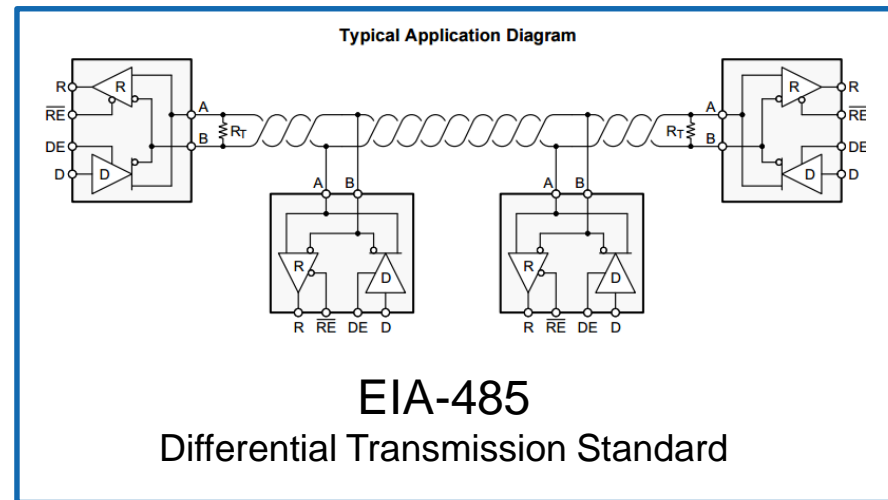 Typical Application Diagram
R R A A R R
RE B RT RT B RE
DE DE
D D D D
A B A B
R D R D
R RE DE D R RE DE D
EIA-485
Differential Transmission Standard